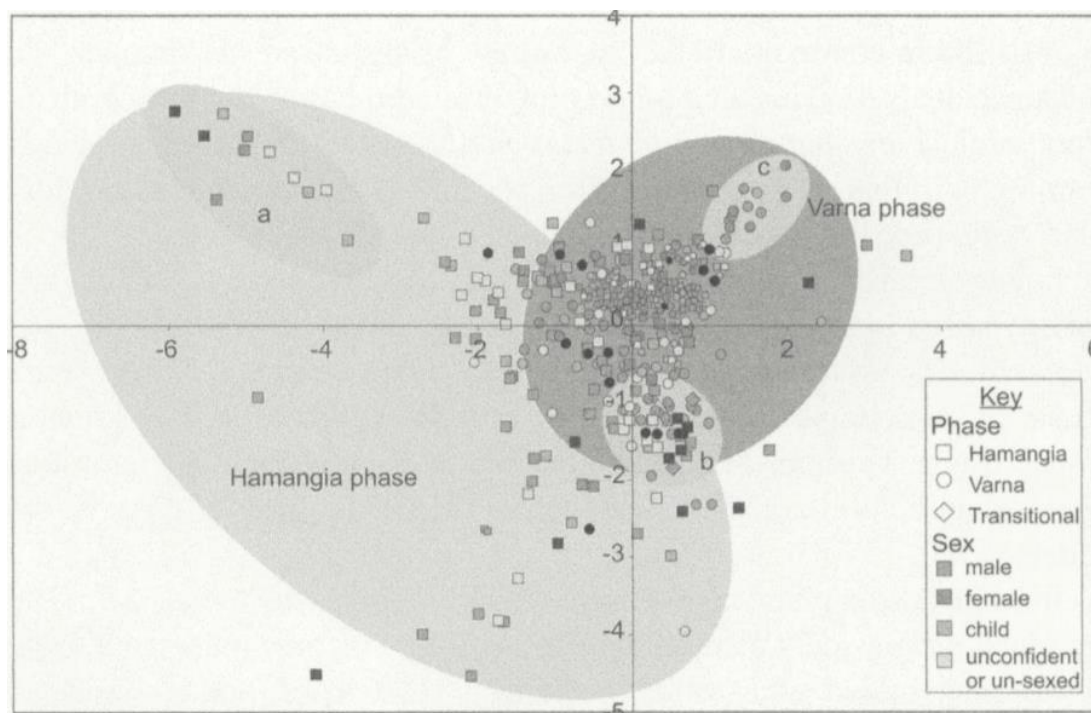 4
3
2
c
a
Varna phase
1
0
-8
-6
-4
-2
2
4
6
-1
b
-2
Hamangia phase
-3
-4
-5
Key
Phase
Hamangia
Varna
Transitional
Sex
male
female
child
unconfident
or un-sexed